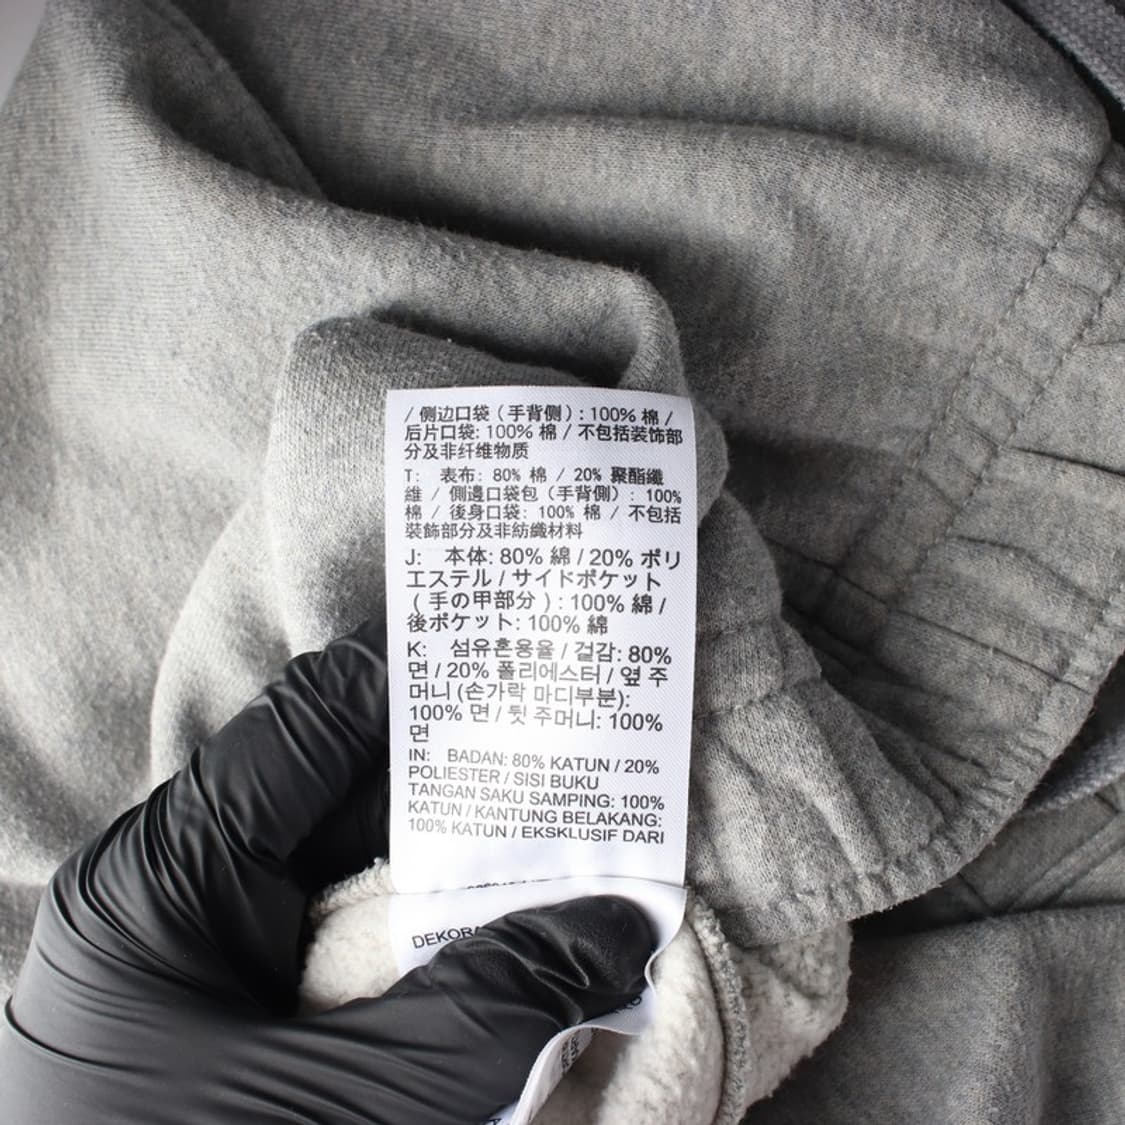 / 侧边口袋（手背侧）: 100% 棉 /
后片口袋: 100% 棉 / 不包括装饰部
分及非纤维物质
T: 表布: 80% 棉 / 20% 聚酯纖
維 / 側邊口袋包（手背側）: 100%
棉 / 後身口袋: 100% 棉 / 不包括
裝飾部分及非紡織材料
J: 本体: 80% 綿 / 20% ポリ
エステル / サイドポケット
( 手の甲部分 ) : 100% 綿 /
後ポケット: 100% 綿
K: 섬유혼용율 / 겉감: 80%
면 / 20% 폴리에스터 / 옆 주
머니 (손가락 마디부분):
100% 면 / 뒷 주머니: 100%
면
IN: BADAN: 80% KATUN / 20%
POLIESTER / SISI BUKU
TANGAN SAKU SAMPING: 100%
KATUN / KANTUNG BELAKANG:
100% KATUN / EKSKLUSIF DARI